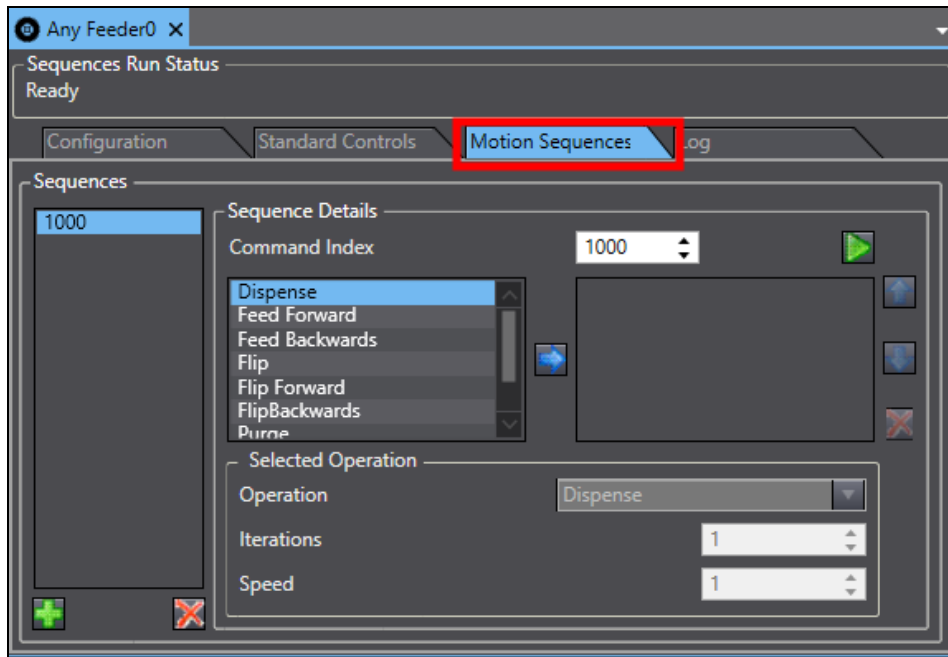 Any Feeder0
Sequences Run Status
Ready
Configuration Standard Controls Motion Sequences Log
Sequences
1000
Sequence Details
Command Index 1000
Dispense
Feed Forward
Feed Backwards
Flip
Flip Forward
FlipBackwards
Purge
Selected Operation
Operation Dispense
Iterations 1
Speed 1